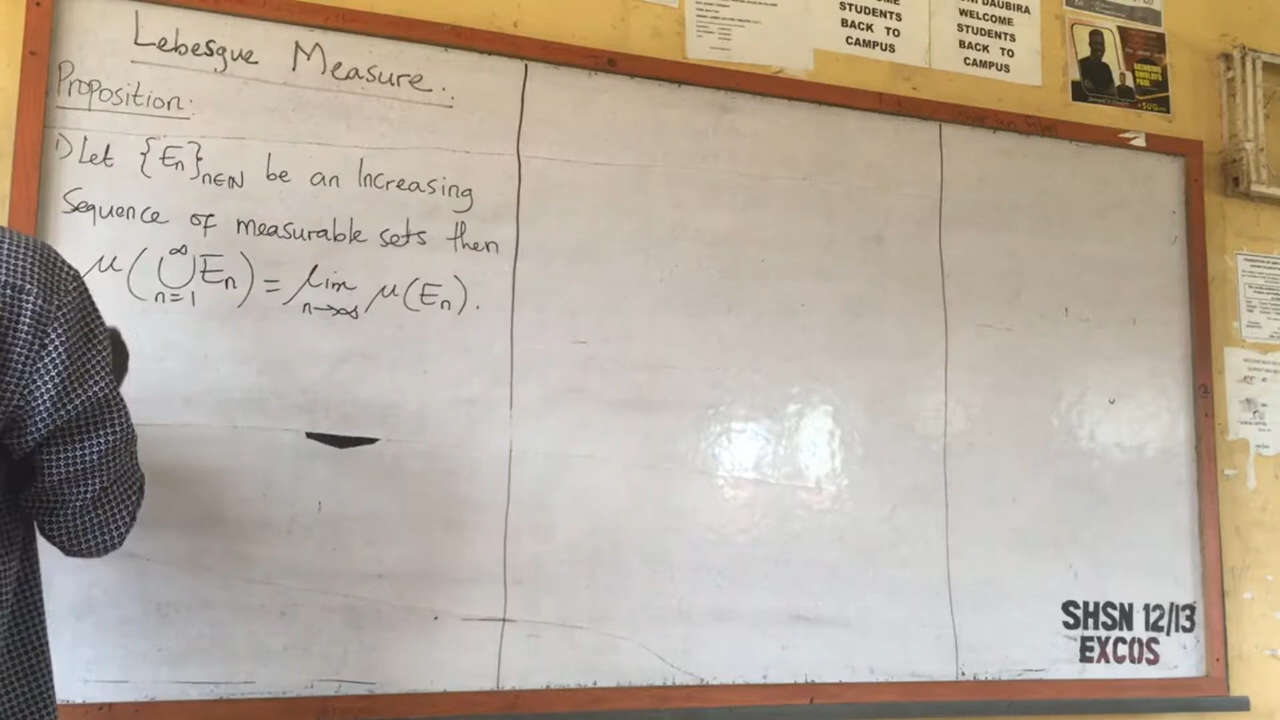 Lebesgue Measure.
Proposition.
1) Let {En}n∈ℕ be an Increasing
Sequence of measurable sets then
μ(∞⋃n=1 En) = lim n→∞ μ(En).
STUDENTS
BACK TO
CAMPUS
DAUBIRA
WELCOME
STUDENTS
BACK TO
CAMPUS
SHSN 12/13
EXCOS